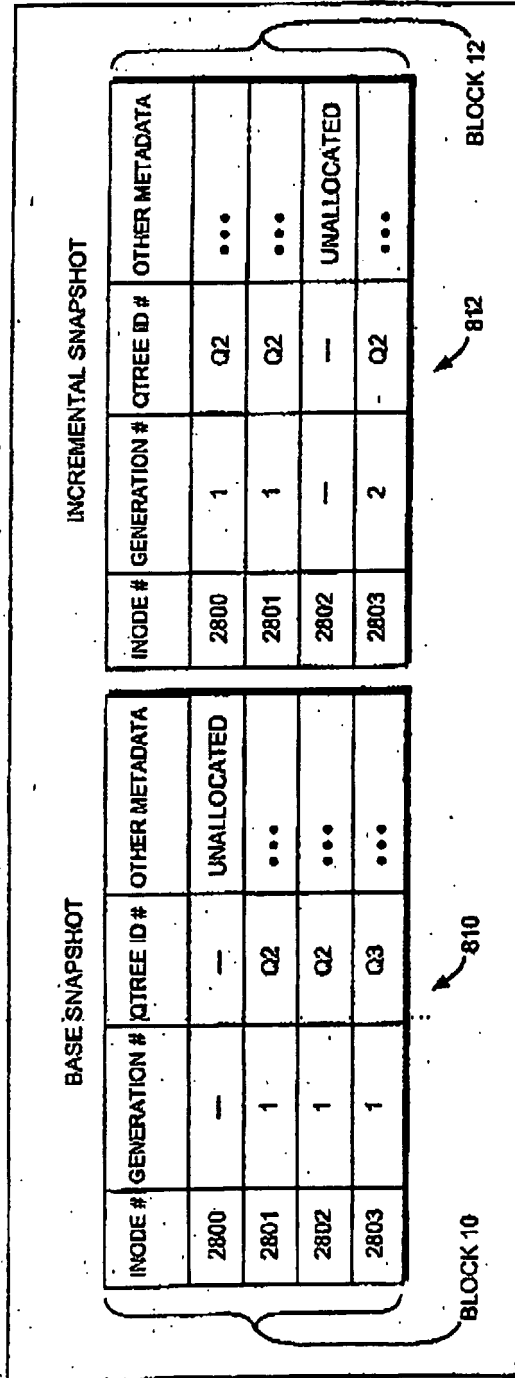 BASE SNAPSHOT
INODE # GENERATION # QTREE ID # OTHER METADATA
2800 — — UNALLOCATED
2801 1 Q2 •••
2802 1 Q2 •••
2803 1 Q3 •••
BLOCK 10
810
INCREMENTAL SNAPSHOT
INODE # GENERATION # QTREE ID # OTHER METADATA
2800 1 Q2 •••
2801 1 Q2 •••
2802 — — UNALLOCATED
2803 2 Q2 •••
812
BLOCK 12